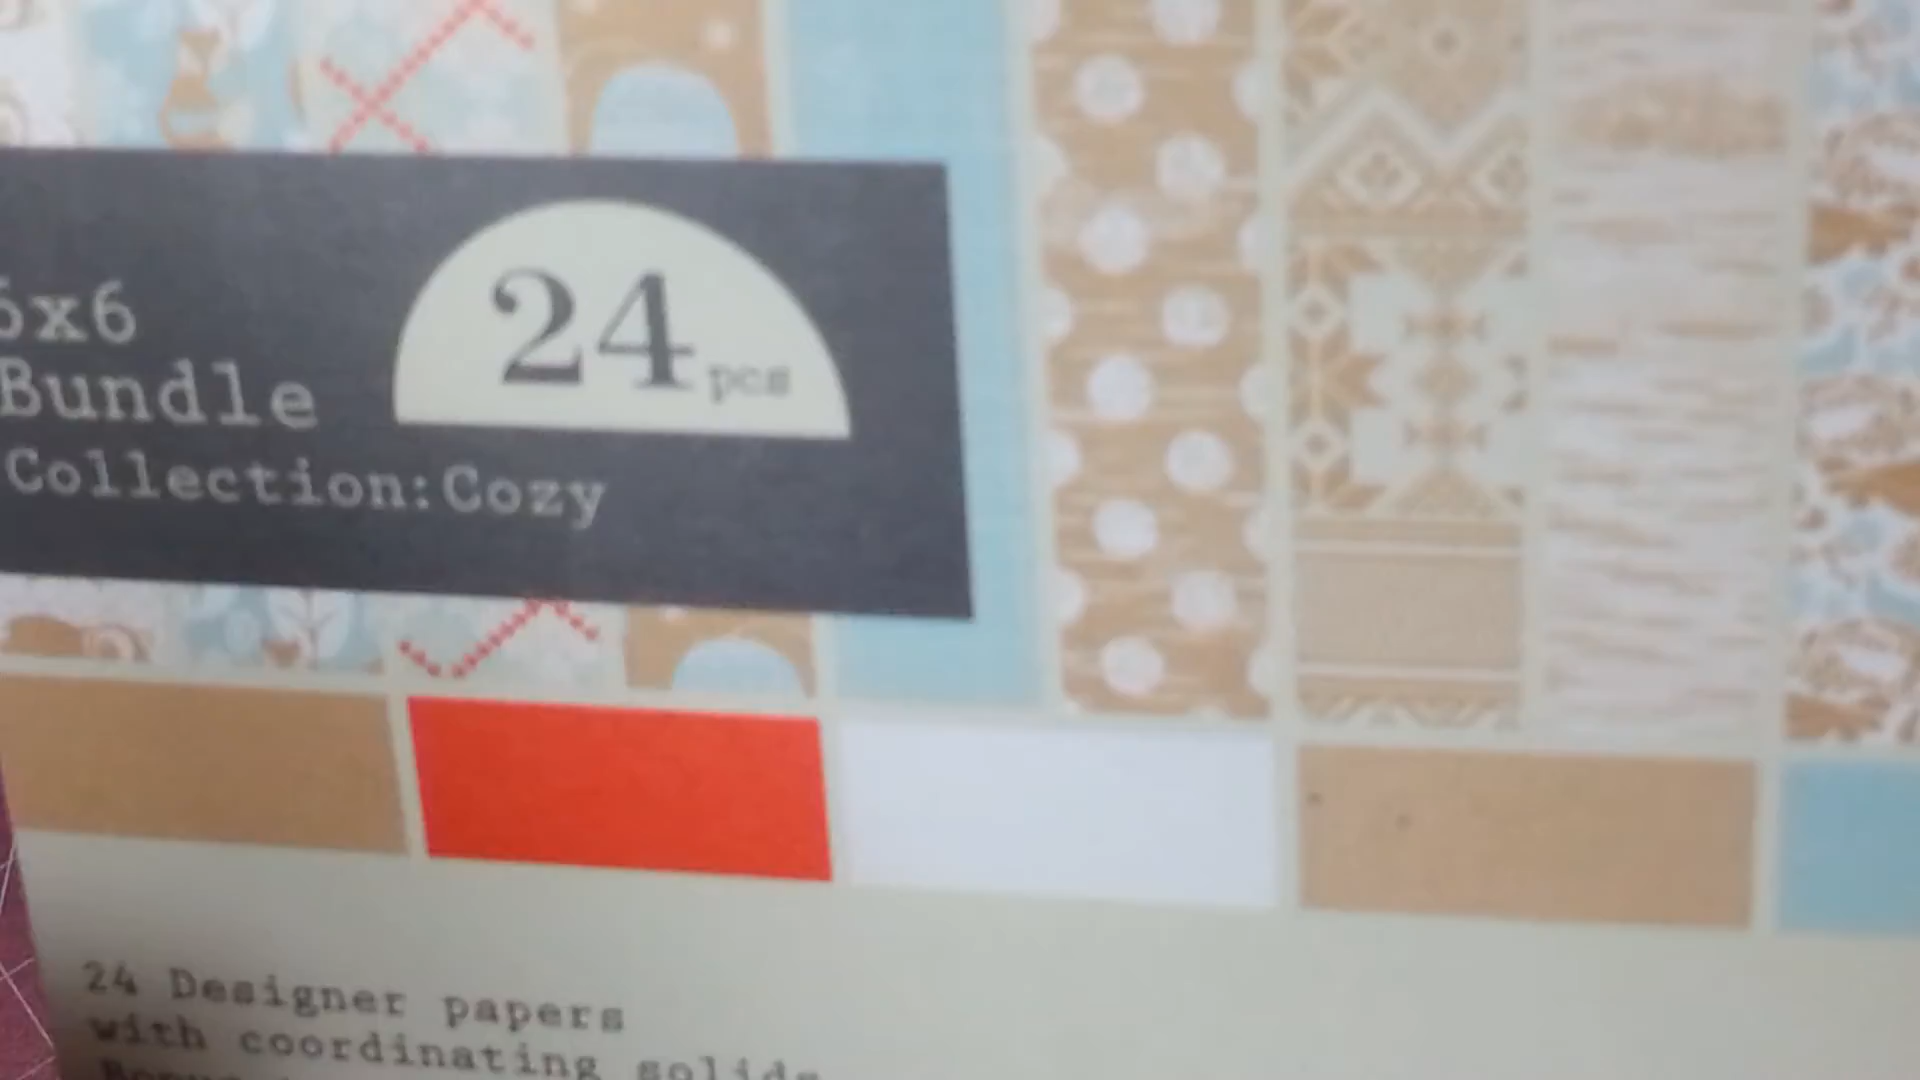 6x6
24 pcs
Bundle
Collection:Cozy
24 Designer papers
with coordinating solids